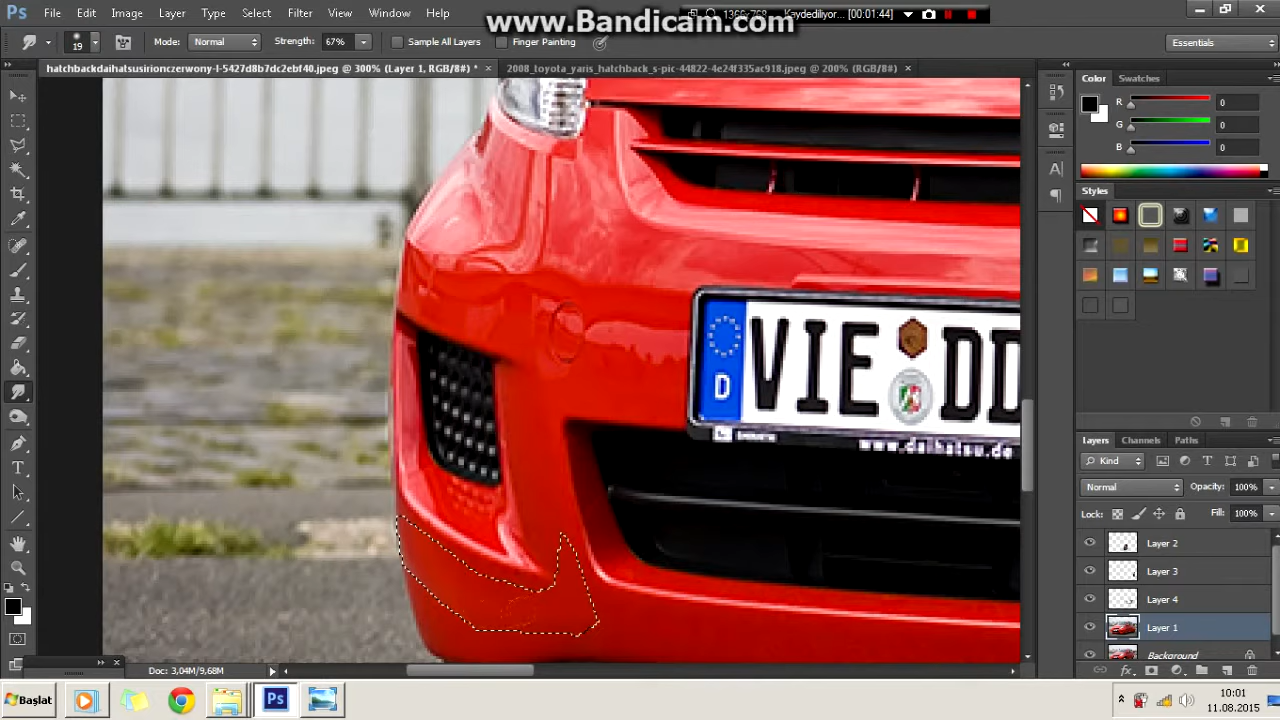 www.Bandicam.com
1366x768 Kaydediliyor... [00:01:44]
Ps File Edit Image Layer Type Select Filter View Window Help
19 Mode: Normal Strength: 67% Sample All Layers Finger Painting Essentials
hatchbackdaihatsusirionczerwony-l-5427d8b7dc2ebf40.jpeg @ 300% (Layer 1, RGB/8#) *
2008_toyota_yaris_hatchback_s-pic-44822-4e24f335ac918.jpeg @ 200% (RGB/8#)
Color Swatches
R 0
G 0
B 0
Styles
VIE DD
D
www.daihatsu.de
Layers Channels Paths
Kind
Normal Opacity: 100%
Lock: Fill: 100%
Layer 2
Layer 3
Layer 4
Layer 1
Background
Doc: 3,04M/9,68M
Başlat
Ps
10:01
11.08.2015